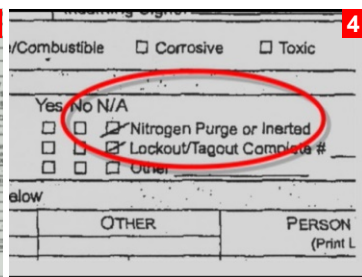 4
/Combustible ☐ Corrosive ☐ Toxic
Yes No N/A
☐ ☐ ☑ Nitrogen Purge or Inerted
☐ ☐ ☑ Lockout/Tagout Complete #
☐ ☐ ☐ Other
elow
OTHER PERSON
(Print L